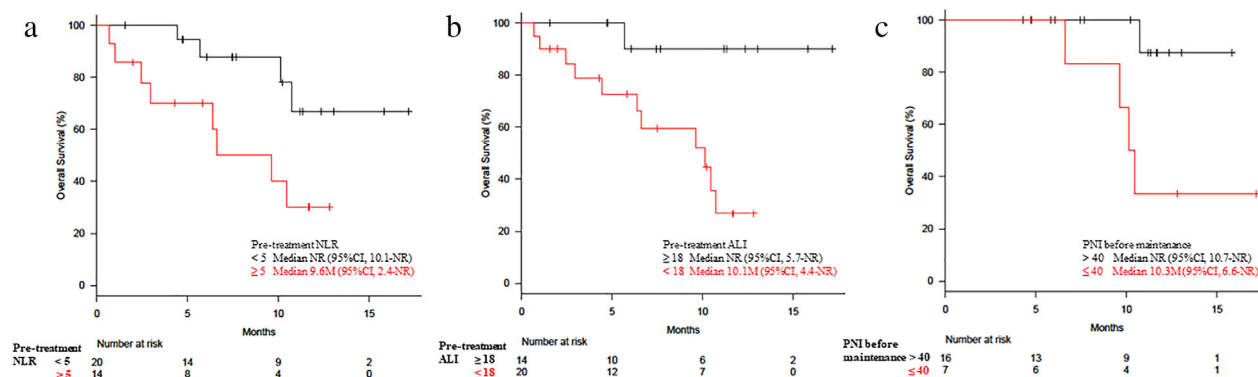 a
Overall Survival (%)
100
80
60
40
20
0
0 5 10 15
Months
Pre-treatment NLR
< 5 Median NR (95%CI, 10.1-NR)
≥ 5 Median 9.6M (95%CI, 2.4-NR)
Number at risk
Pre-treatment
NLR < 5 20 14 9 2
≥5 14 8 4 0
b
Overall Survival (%)
100
80
60
40
20
0
0 5 10 15
Months
Pre-treatment ALI
≥ 18 Median NR (95%CI, 5.7-NR)
< 18 Median 10.1M (95%CI, 4.4-NR)
Number at risk
Pre-treatment
ALI ≥ 18 14 10 6 2
< 18 20 12 7 0
c
Overall Survival (%)
100
80
60
40
20
0
0 5 10 15
Months
PNI before maintenance
> 40 Median NR (95%CI, 10.7-NR)
≤ 40 Median 10.3M (95%CI, 6.6-NR)
Number at risk
PNI before
maintenance > 40 16 13 9 1
≤ 40 7 6 4 1